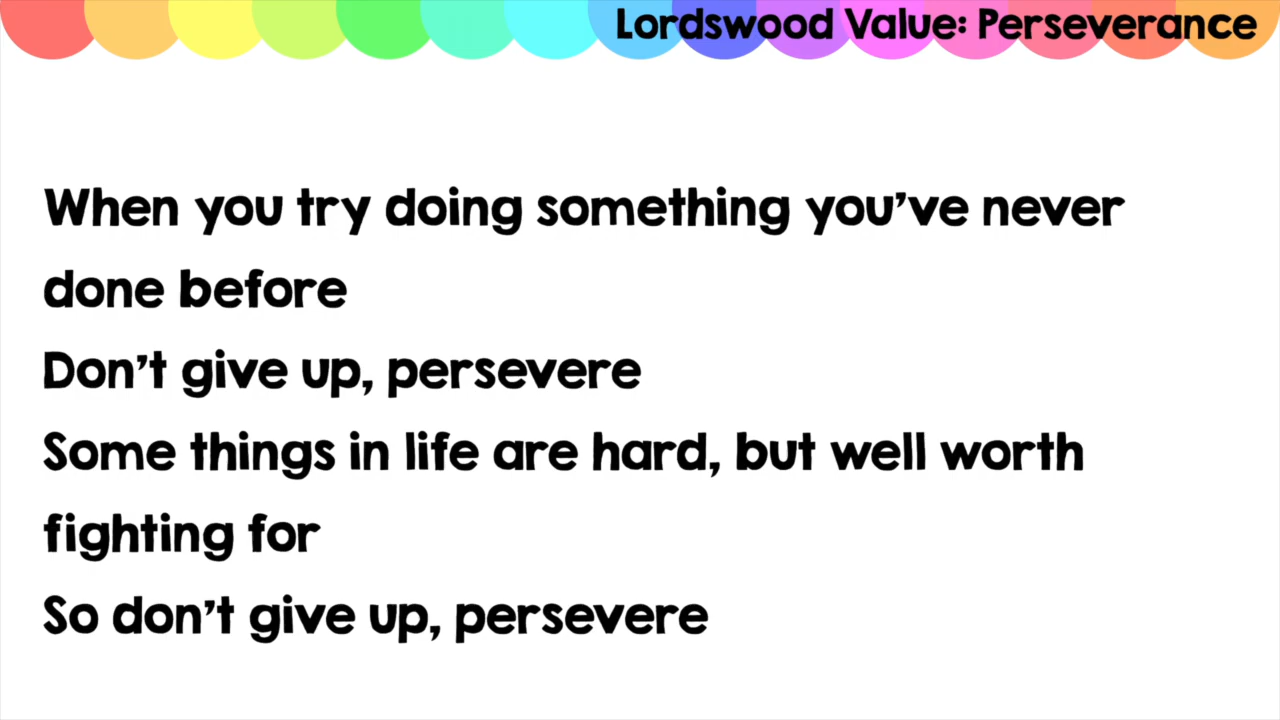 Lordswood Value: Perseverance
When you try doing something you've never
done before
Don't give up, persevere
Some things in life are hard, but well worth
fighting for
So don't give up, persevere